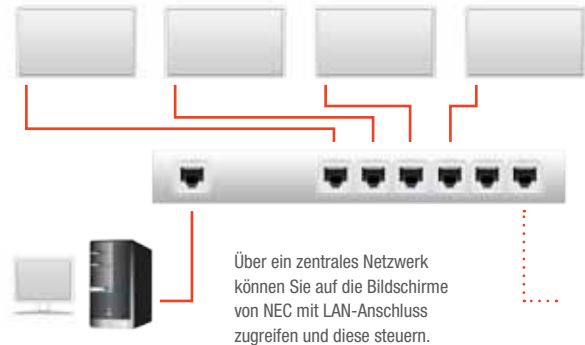 Über ein zentrales Netzwerk
können Sie auf die Bildschirme
von NEC mit LAN-Anschluss
zugreifen und diese steuern.